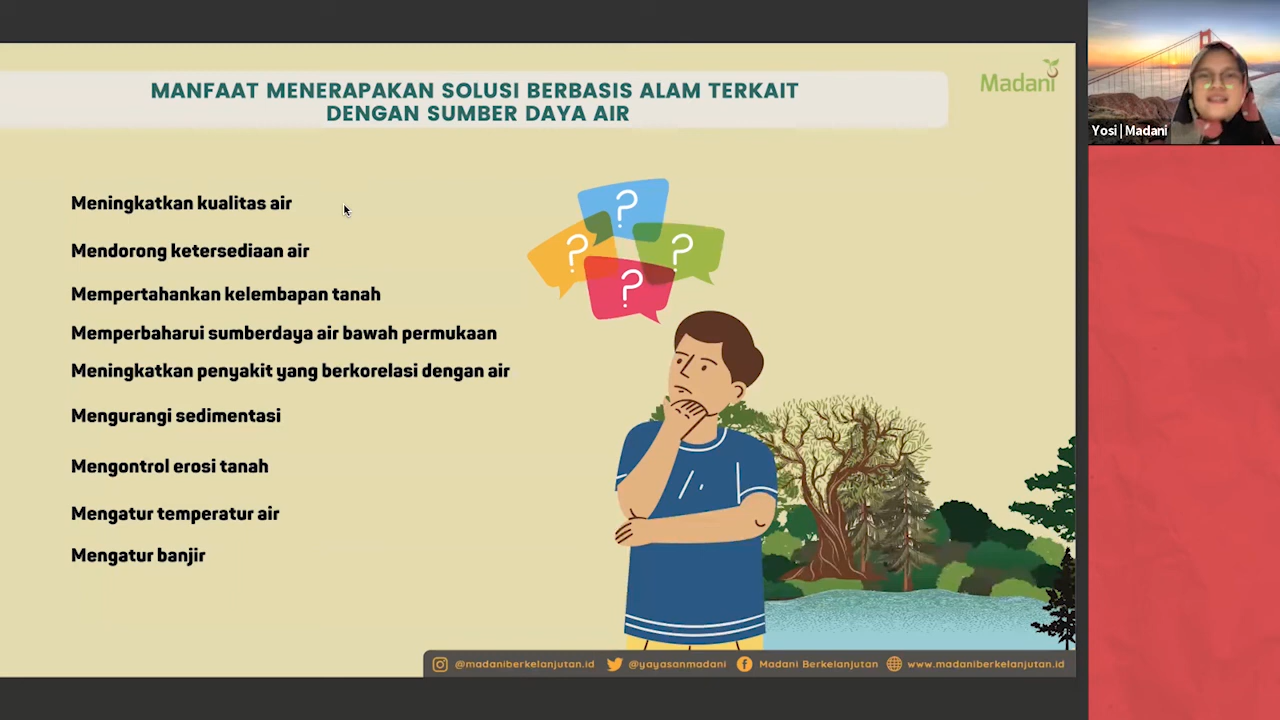 MANFAAT MENERAPAKAN SOLUSI BERBASIS ALAM TERKAIT
DENGAN SUMBER DAYA AIR
Madani
Yosi | Madani
Meningkatkan kualitas air
Mendorong ketersediaan air
Mempertahankan kelembapan tanah
Memperbaharui sumberdaya air bawah permukaan
Meningkatkan penyakit yang berkorelasi dengan air
Mengurangi sedimentasi
Mengontrol erosi tanah
Mengatur temperatur air
Mengatur banjir
? ? ? ?
@madaniberkelanjutan.id @yayasanmadani Madani Berkelanjutan www.madaniberkelanjutan.id